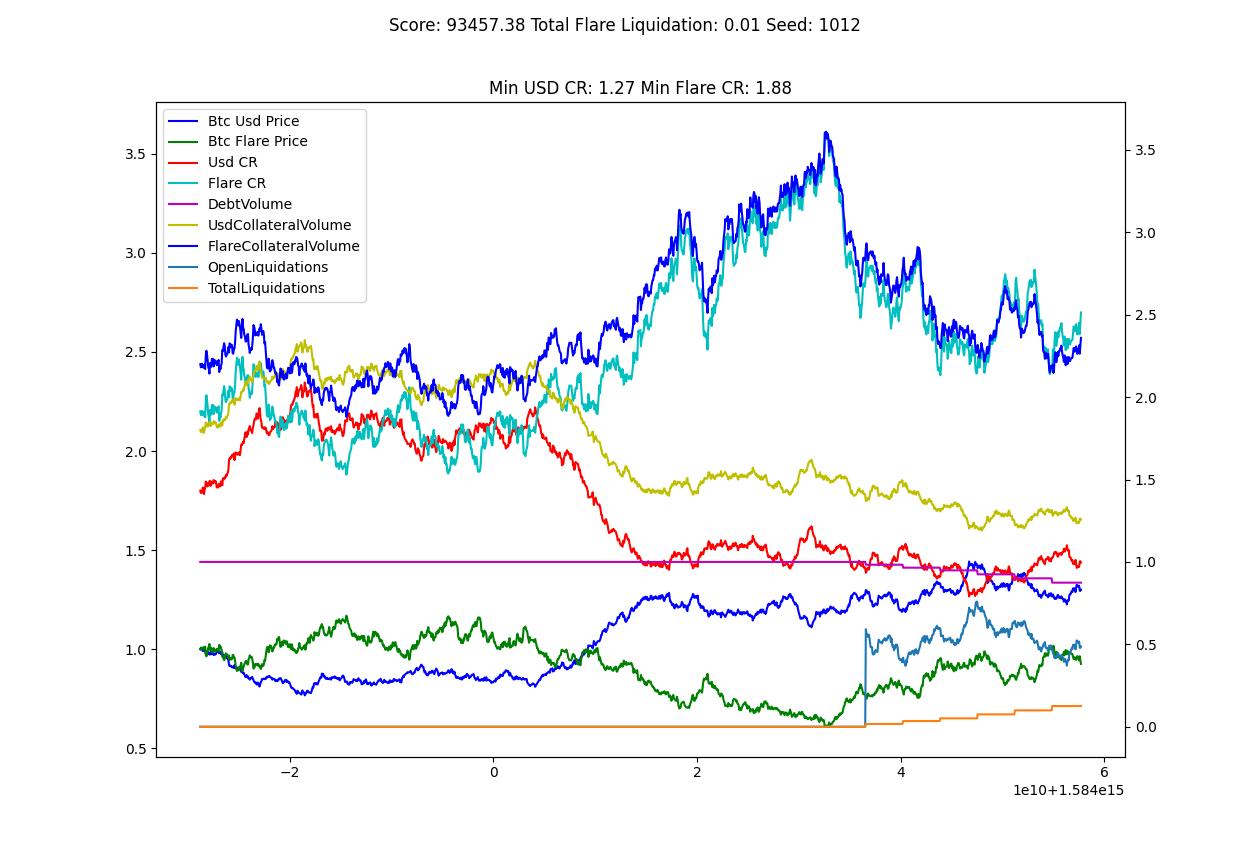 Score: 93457.38 Total Flare Liquidation: 0.01 Seed: 1012
Min USD CR: 1.27 Min Flare CR: 1.88
Btc Usd Price
Btc Flare Price
Usd CR
Flare CR
DebtVolume
UsdCollateralVolume
FlareCollateralVolume
OpenLiquidations
TotalLiquidations
3.5
3.0
2.5
2.0
1.5
1.0
0.5
3.5
3.0
2.5
2.0
1.5
1.0
0.5
0.0
−2
0
2
4
6
1e10+1.584e15